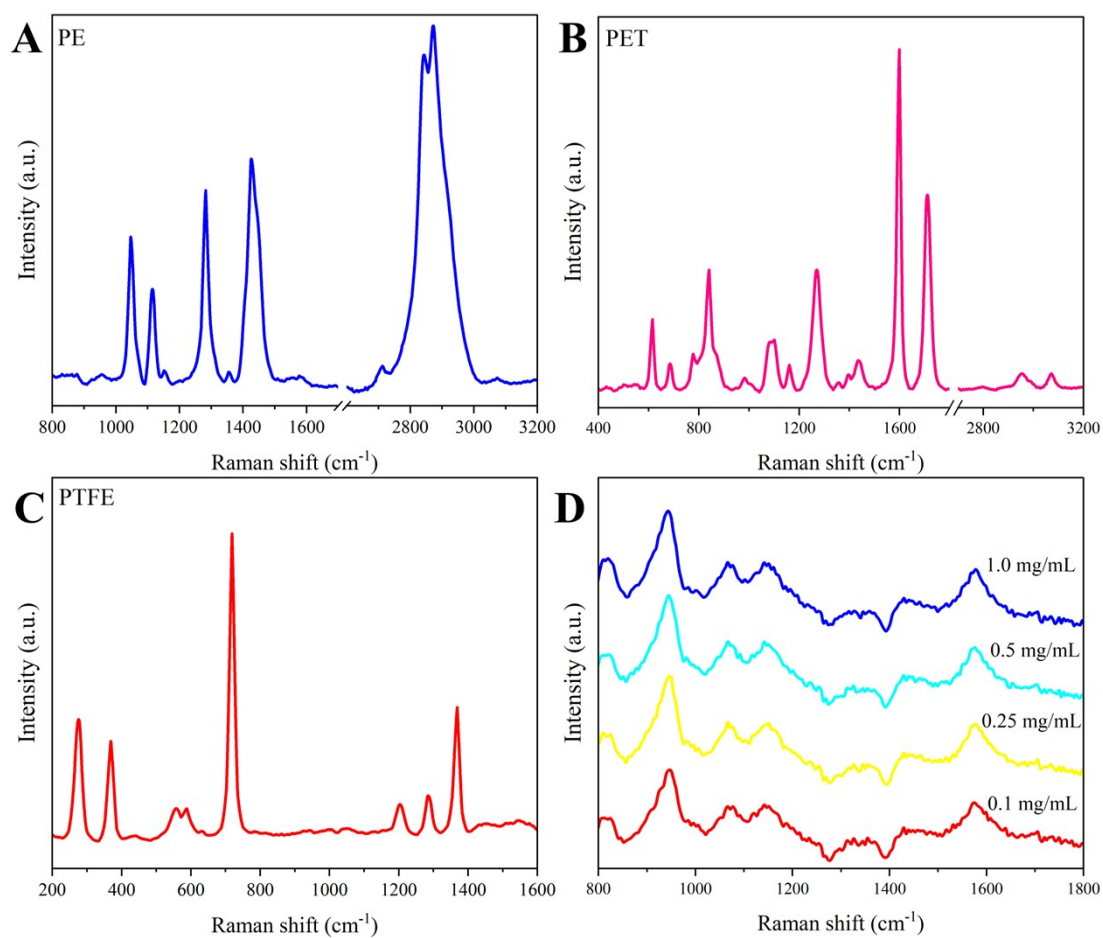 A
PE
Intensity (a.u.)
800 1000 1200 1400 1600 2800 3000 3200
Raman shift (cm⁻¹)
B
PET
Intensity (a.u.)
400 800 1200 1600 2800 3200
Raman shift (cm⁻¹)
C
PTFE
Intensity (a.u.)
200 400 600 800 1000 1200 1400 1600
Raman shift (cm⁻¹)
D
1.0 mg/mL
0.5 mg/mL
0.25 mg/mL
0.1 mg/mL
Intensity (a.u.)
800 1000 1200 1400 1600 1800
Raman shift (cm⁻¹)